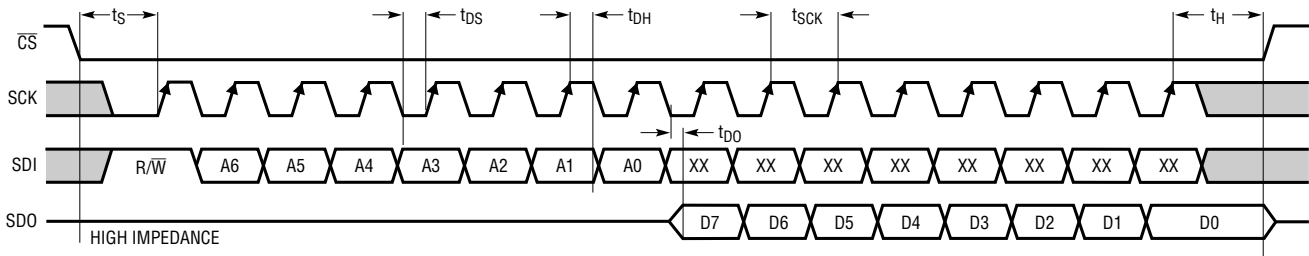 tS tDS tDH tSCK tH
CS
SCK
tDO
SDI R/W A6 A5 A4 A3 A2 A1 A0 XX XX XX XX XX XX XX XX
SDO D7 D6 D5 D4 D3 D2 D1 D0
HIGH IMPEDANCE